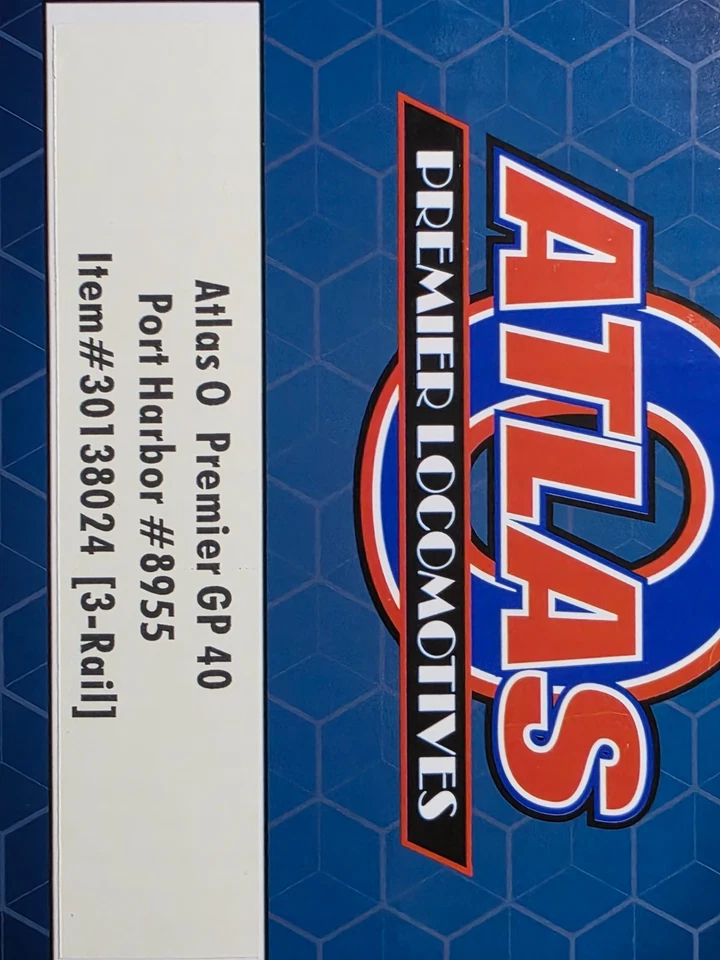 ATLAS
PREMIER LOCOMOTIVES
Atlas O Premier GP 40
Port Harbor #8955
Item#30138024 [3-Rail]